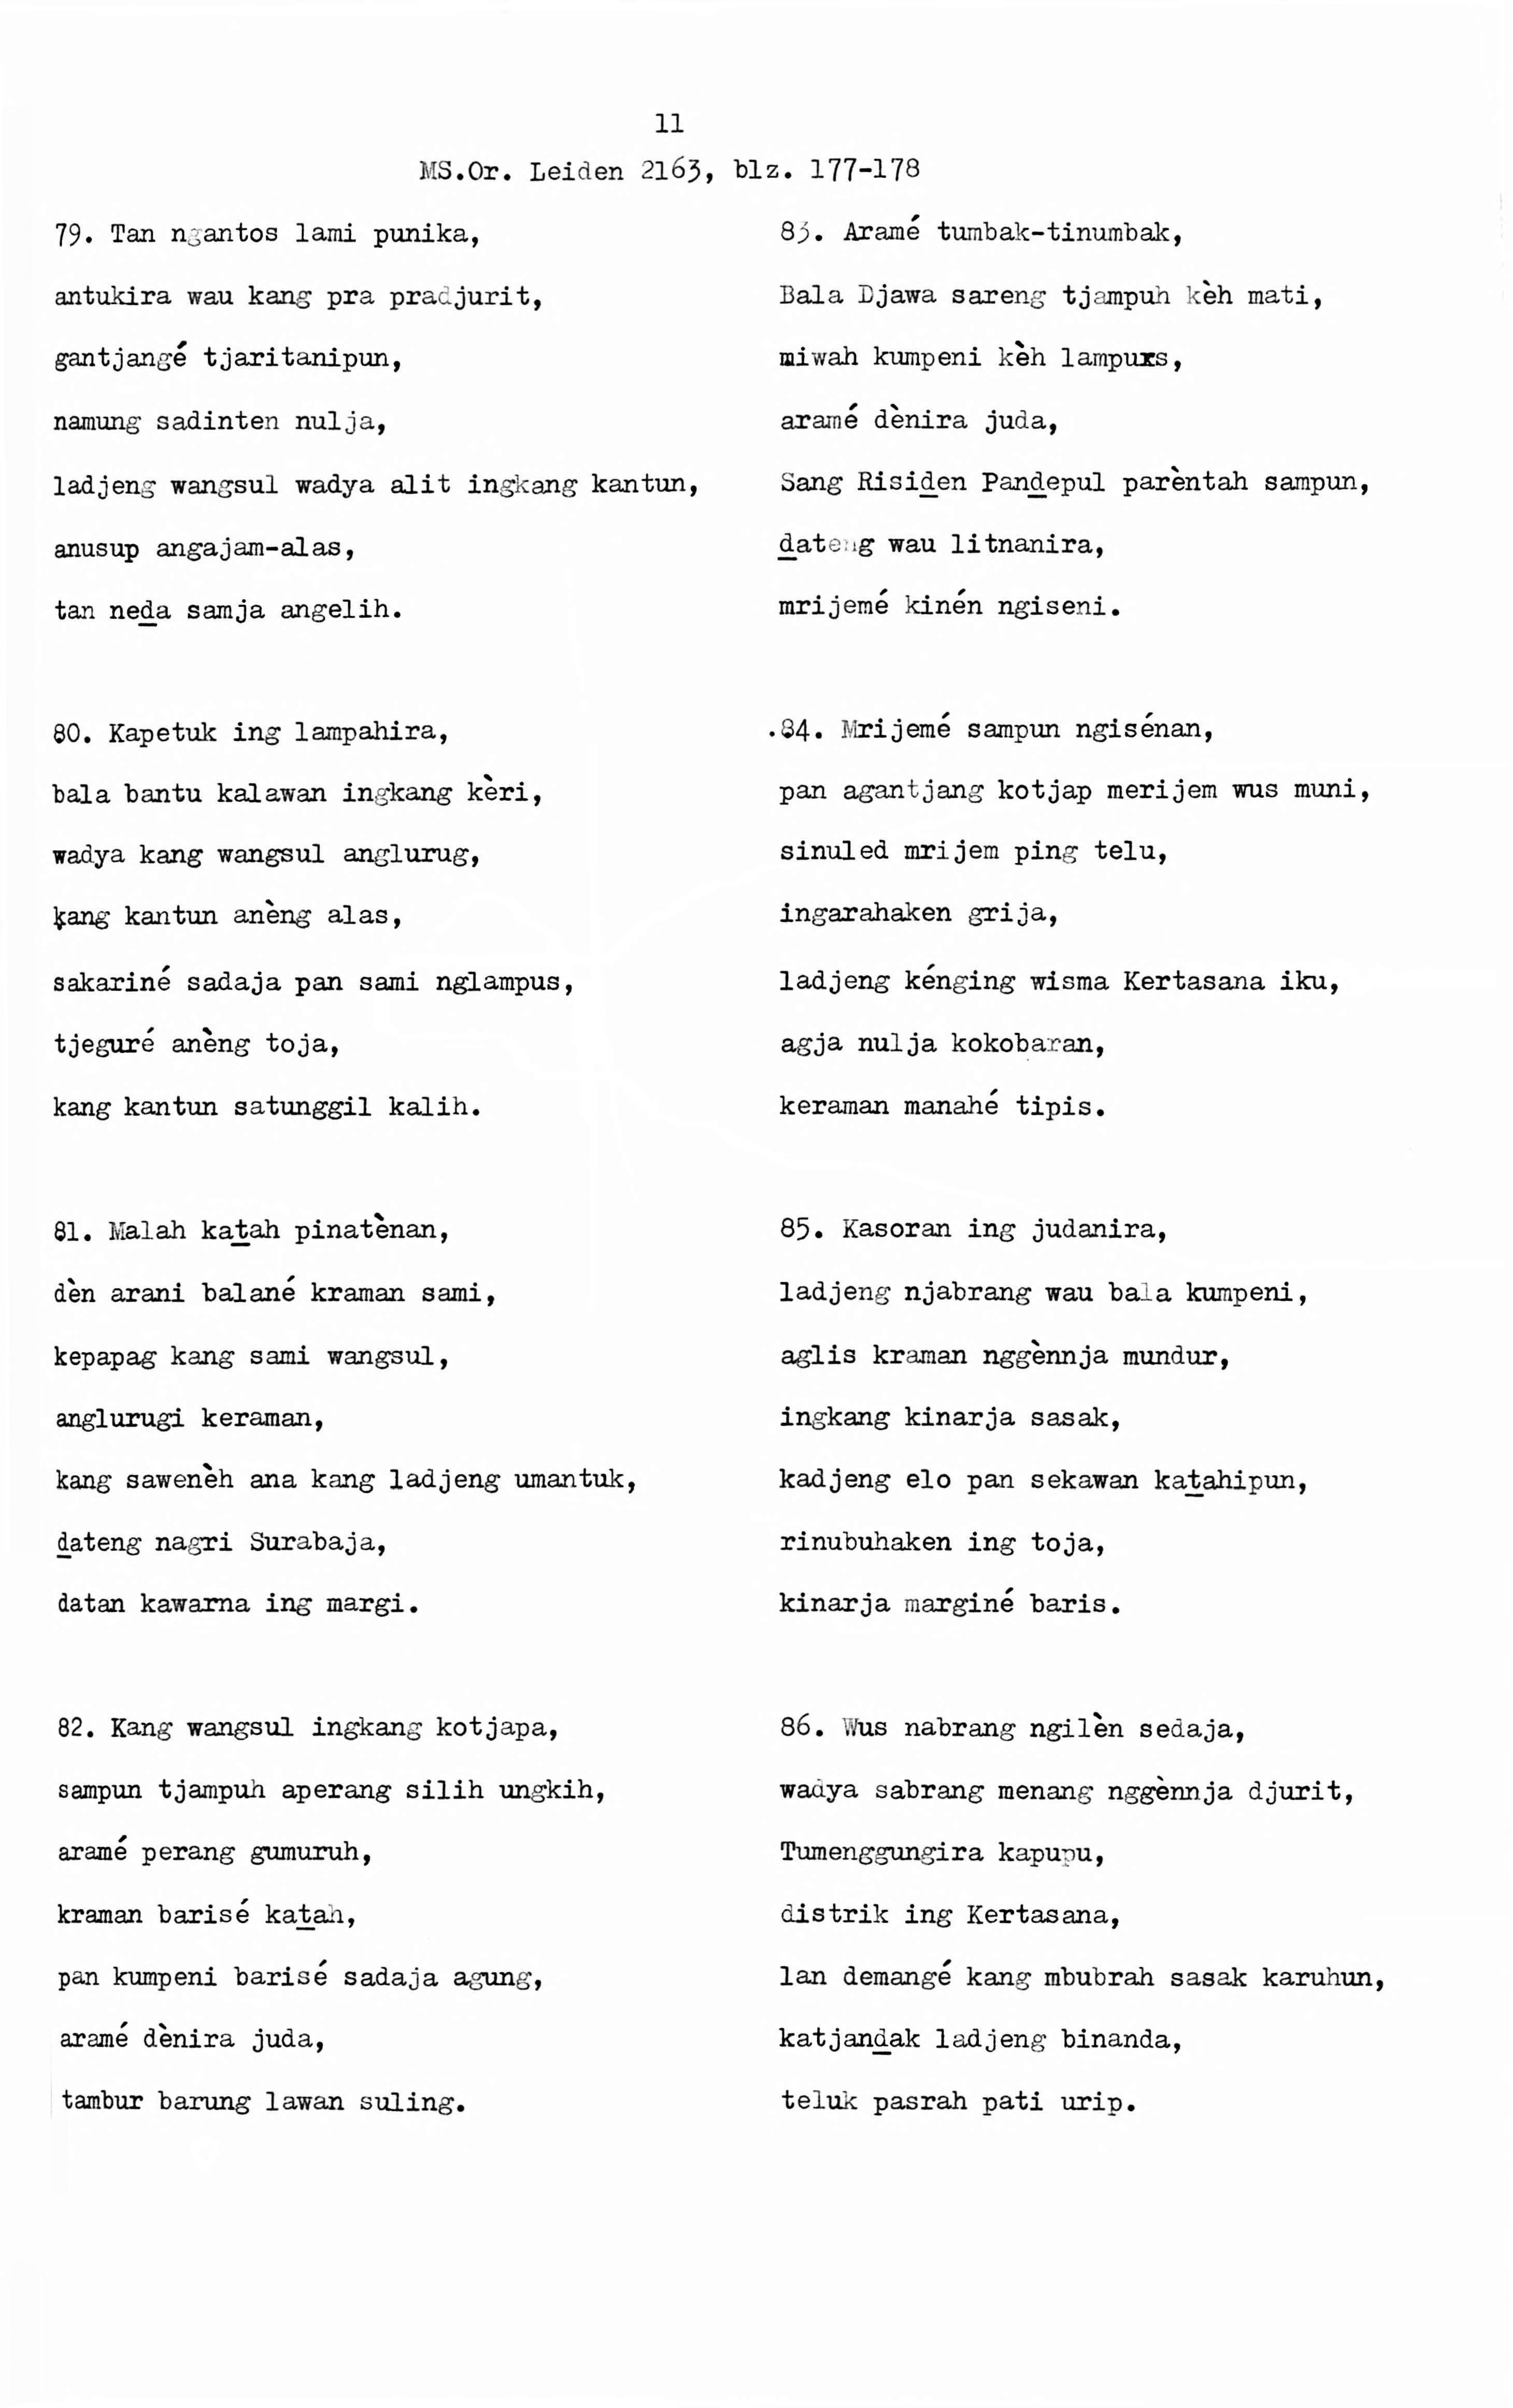 11
MS.Or. Leiden 2163, blz. 177-178
79. Tan ngantos lami punika,
antukira wau kang pra pradjurit,
gantjangé tjaritanipun,
namung sadinten nulja,
ladjeng wangsul wadya alit ingkang kantun,
anusup angajam-alas,
tan neḏa samja angelih.
80. Kapetuk ing lampahira,
bala bantu kalawan ingkang kèri,
wadya kang wangsul anglurug,
kang kantun anèng alas,
sakariné sadaja pan sami nglampus,
tjeguré anèng toja,
kang kantun satunggil kalih.
81. Malah kaṯah pinatènan,
dèn arani balané kraman sami,
kepapag kang sami wangsul,
anglurugi keraman,
kang sawenèh ana kang ladjeng umantuk,
ḏateng nagri Surabaja,
datan kawarna ing margi.
82. Kang wangsul ingkang kotjapa,
sampun tjampuh aperang silih ungkih,
aramé perang gumuruh,
kraman barisé kaṯah,
pan kumpeni barisé sadaja agung,
aramé dènira juda,
tambur barung lawan suling.
83. Aramé tumbak-tinumbak,
Bala Djawa sareng tjampuh kèh mati,
miwah kumpeni kèh lampuxs,
aramé dènira juda,
Sang Risiḏen Panḏepul parèntah sampun,
ḏateng wau litnanira,
mrijemé kinén ngiseni.
84. Mrijemé sampun ngisénan,
pan agantjang kotjap merijem wus muni,
sinuled mrijem ping telu,
ingarahaken grija,
ladjeng kénging wisma Kertasana iku,
agja nulja kokobaran,
keraman manahé tipis.
85. Kasoran ing judanira,
ladjeng njabrang wau bala kumpeni,
aglis kraman nggènnja mundur,
ingkang kinarja sasak,
kadjeng elo pan sekawan kaṯahipun,
rinubuhaken ing toja,
kinarja marginé baris.
86. Wus nabrang ngilèn sedaja,
wadya sabrang menang nggènnja djurit,
Tumenggungira kapupu,
distrik ing Kertasana,
lan demangé kang mbubrah sasak karuhun,
katjanḏak ladjeng binanda,
teluk pasrah pati urip.